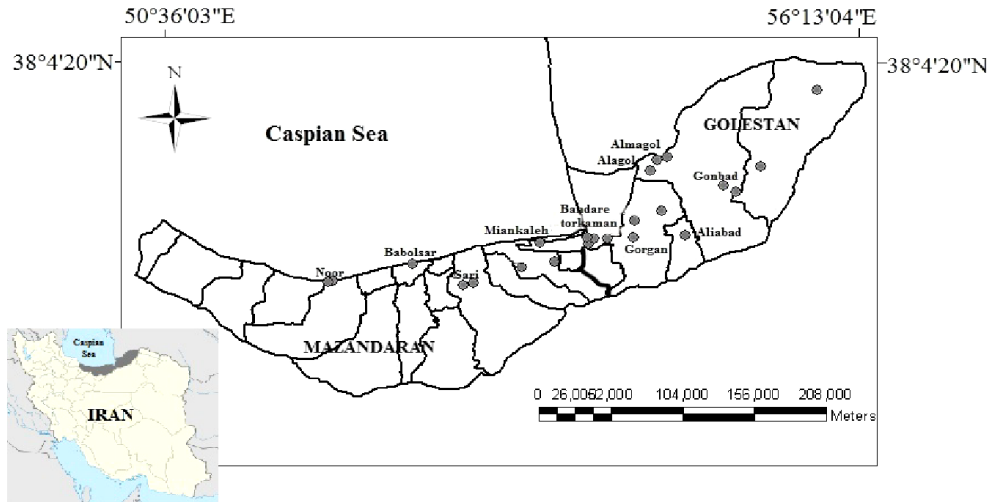 50°36'03"E
56°13'04"E
38°4'20"N
38°4'20"N
N
Caspian Sea
GOLESTAN
Almagol
Alagol
Gonbad
Bandare
torkaman
Miankaleh
Aliabad
Gorgan
Babolsar
Noor
Sari
MAZANDARAN
Caspian
Sea
IRAN
0 26,00052,000 104,000 156,000 208,000
Meters